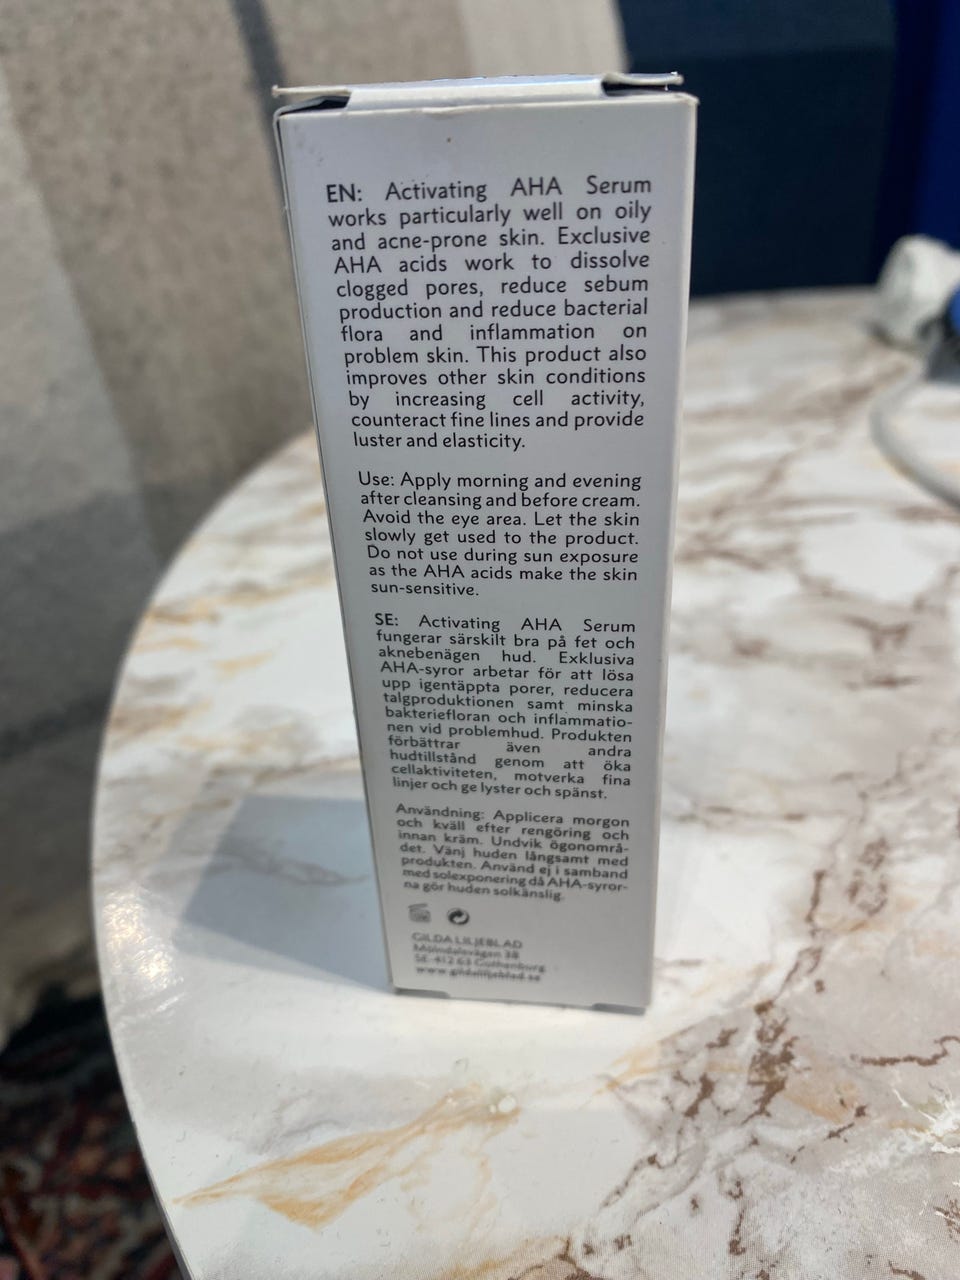 EN: Activating AHA Serum
works particularly well on oily
and acne-prone skin. Exclusive
AHA acids work to dissolve
clogged pores, reduce sebum
production and reduce bacterial
flora and inflammation on
problem skin. This product also
improves other skin conditions
by increasing cell activity,
counteract fine lines and provide
luster and elasticity.
Use: Apply morning and evening
after cleansing and before cream.
Avoid the eye area. Let the skin
slowly get used to the product.
Do not use during sun exposure
as the AHA acids make the skin
sun-sensitive.
SE: Activating AHA Serum
fungerar särskilt bra på fet och
aknebenägen hud. Exklusiva
AHA-syror arbetar för att lösa
upp igentäppta porer, reducera
talgproduktionen samt minska
bakteriefloran och inflammatio-
nen vid problemhud. Produkten
förbättrar även andra
hudtillstånd genom att öka
cellaktiviteten, motverka fina
linjer och ge lyster och spänst.
Användning: Applicera morgon
och kväll efter rengöring och
innan kräm. Undvik ögonområ-
det. Vänj huden långsamt med
produkten. Använd ej i samband
med solexponering då AHA-syror-
na gör huden solkänslig.
GILDA LILJEBLAD
Mölndalsvägen 38
SE-412 63 Gothenburg
www.gildaliljeblad.se